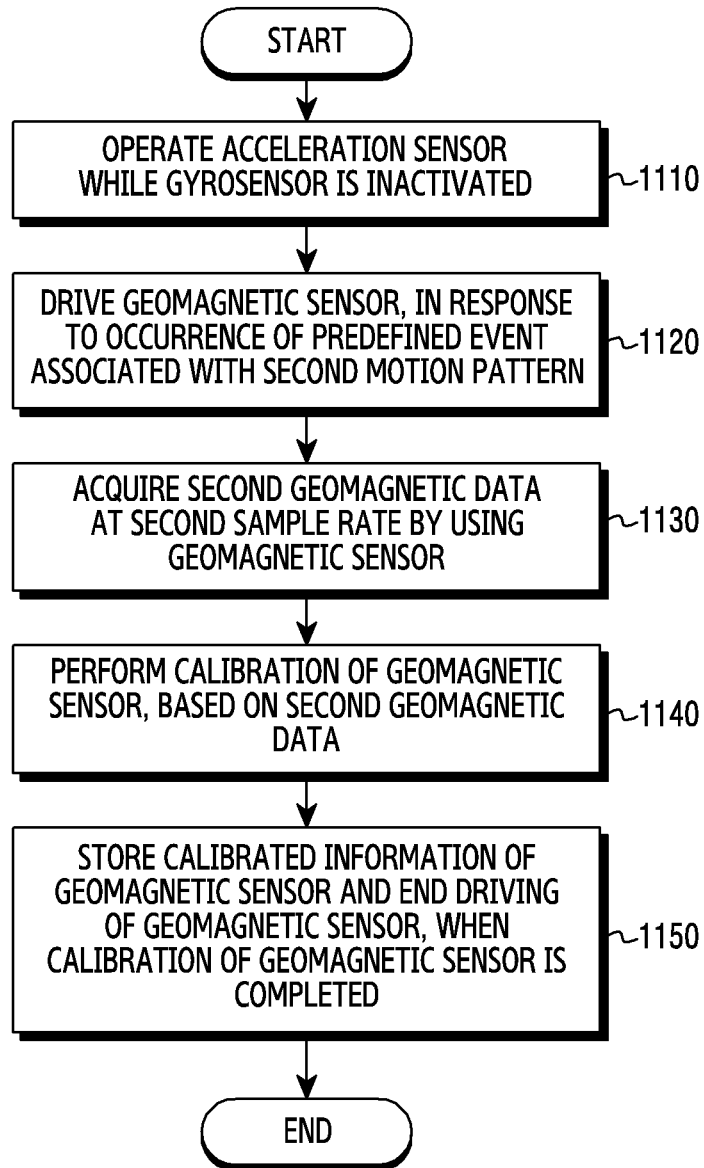 START
OPERATE ACCELERATION SENSOR
WHILE GYROSENSOR IS INACTIVATED
1110
DRIVE GEOMAGNETIC SENSOR, IN RESPONSE
TO OCCURRENCE OF PREDEFINED EVENT
ASSOCIATED WITH SECOND MOTION PATTERN
1120
ACQUIRE SECOND GEOMAGNETIC DATA
AT SECOND SAMPLE RATE BY USING
GEOMAGNETIC SENSOR
1130
PERFORM CALIBRATION OF GEOMAGNETIC
SENSOR, BASED ON SECOND GEOMAGNETIC
DATA
1140
STORE CALIBRATED INFORMATION OF
GEOMAGNETIC SENSOR AND END DRIVING
OF GEOMAGNETIC SENSOR, WHEN
CALIBRATION OF GEOMAGNETIC SENSOR IS
COMPLETED
1150
END